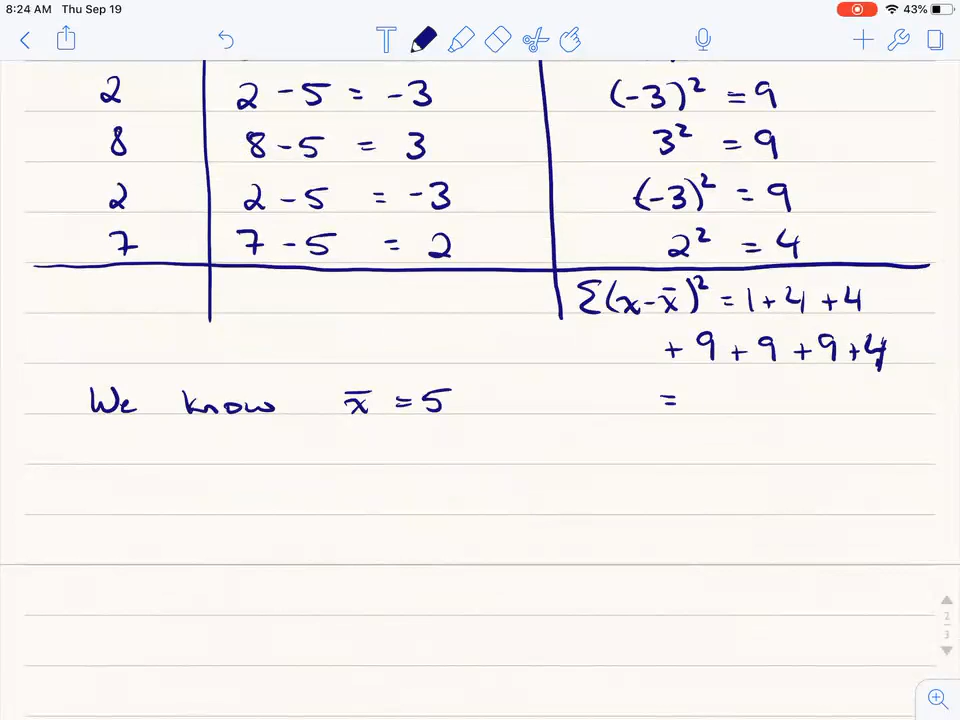 8:24 AM Thu Sep 19 43%
T
2 2 - 5 = -3 (-3)² = 9
8 8 - 5 = 3 3² = 9
2 2 - 5 = -3 (-3)² = 9
7 7 - 5 = 2 2² = 4
Σ(x - x̄)² = 1 + 4 + 4
+ 9 + 9 + 9 + 4
We know x̄ = 5 =
2
3